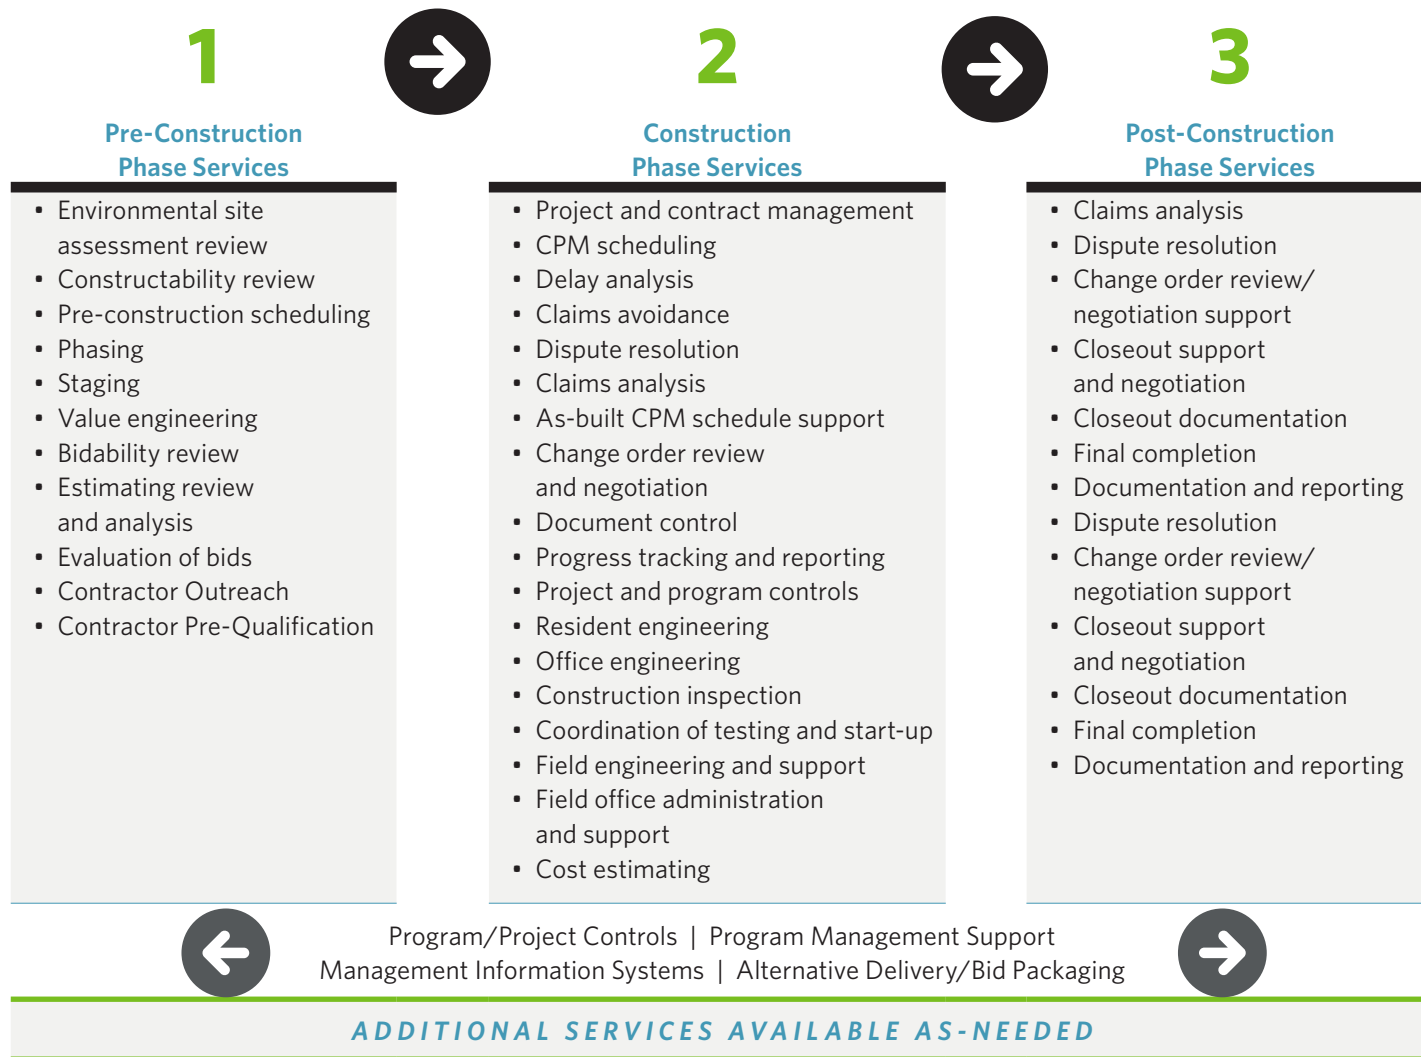 1
Pre-Construction
Phase Services
• Environmental site
assessment review
• Constructability review
• Pre-construction scheduling
• Phasing
• Staging
• Value engineering
• Bidability review
• Estimating review
and analysis
• Evaluation of bids
• Contractor Outreach
• Contractor Pre-Qualification
2
Construction
Phase Services
• Project and contract management
• CPM scheduling
• Delay analysis
• Claims avoidance
• Dispute resolution
• Claims analysis
• As-built CPM schedule support
• Change order review
and negotiation
• Document control
• Progress tracking and reporting
• Project and program controls
• Resident engineering
• Office engineering
• Construction inspection
• Coordination of testing and start-up
• Field engineering and support
• Field office administration
and support
• Cost estimating
3
Post-Construction
Phase Services
• Claims analysis
• Dispute resolution
• Change order review/
negotiation support
• Closeout support
and negotiation
• Closeout documentation
• Final completion
• Documentation and reporting
• Dispute resolution
• Change order review/
negotiation support
• Closeout support
and negotiation
• Closeout documentation
• Final completion
• Documentation and reporting
Program/Project Controls | Program Management Support
Management Information Systems | Alternative Delivery/Bid Packaging
ADDITIONAL SERVICES AVAILABLE AS-NEEDED